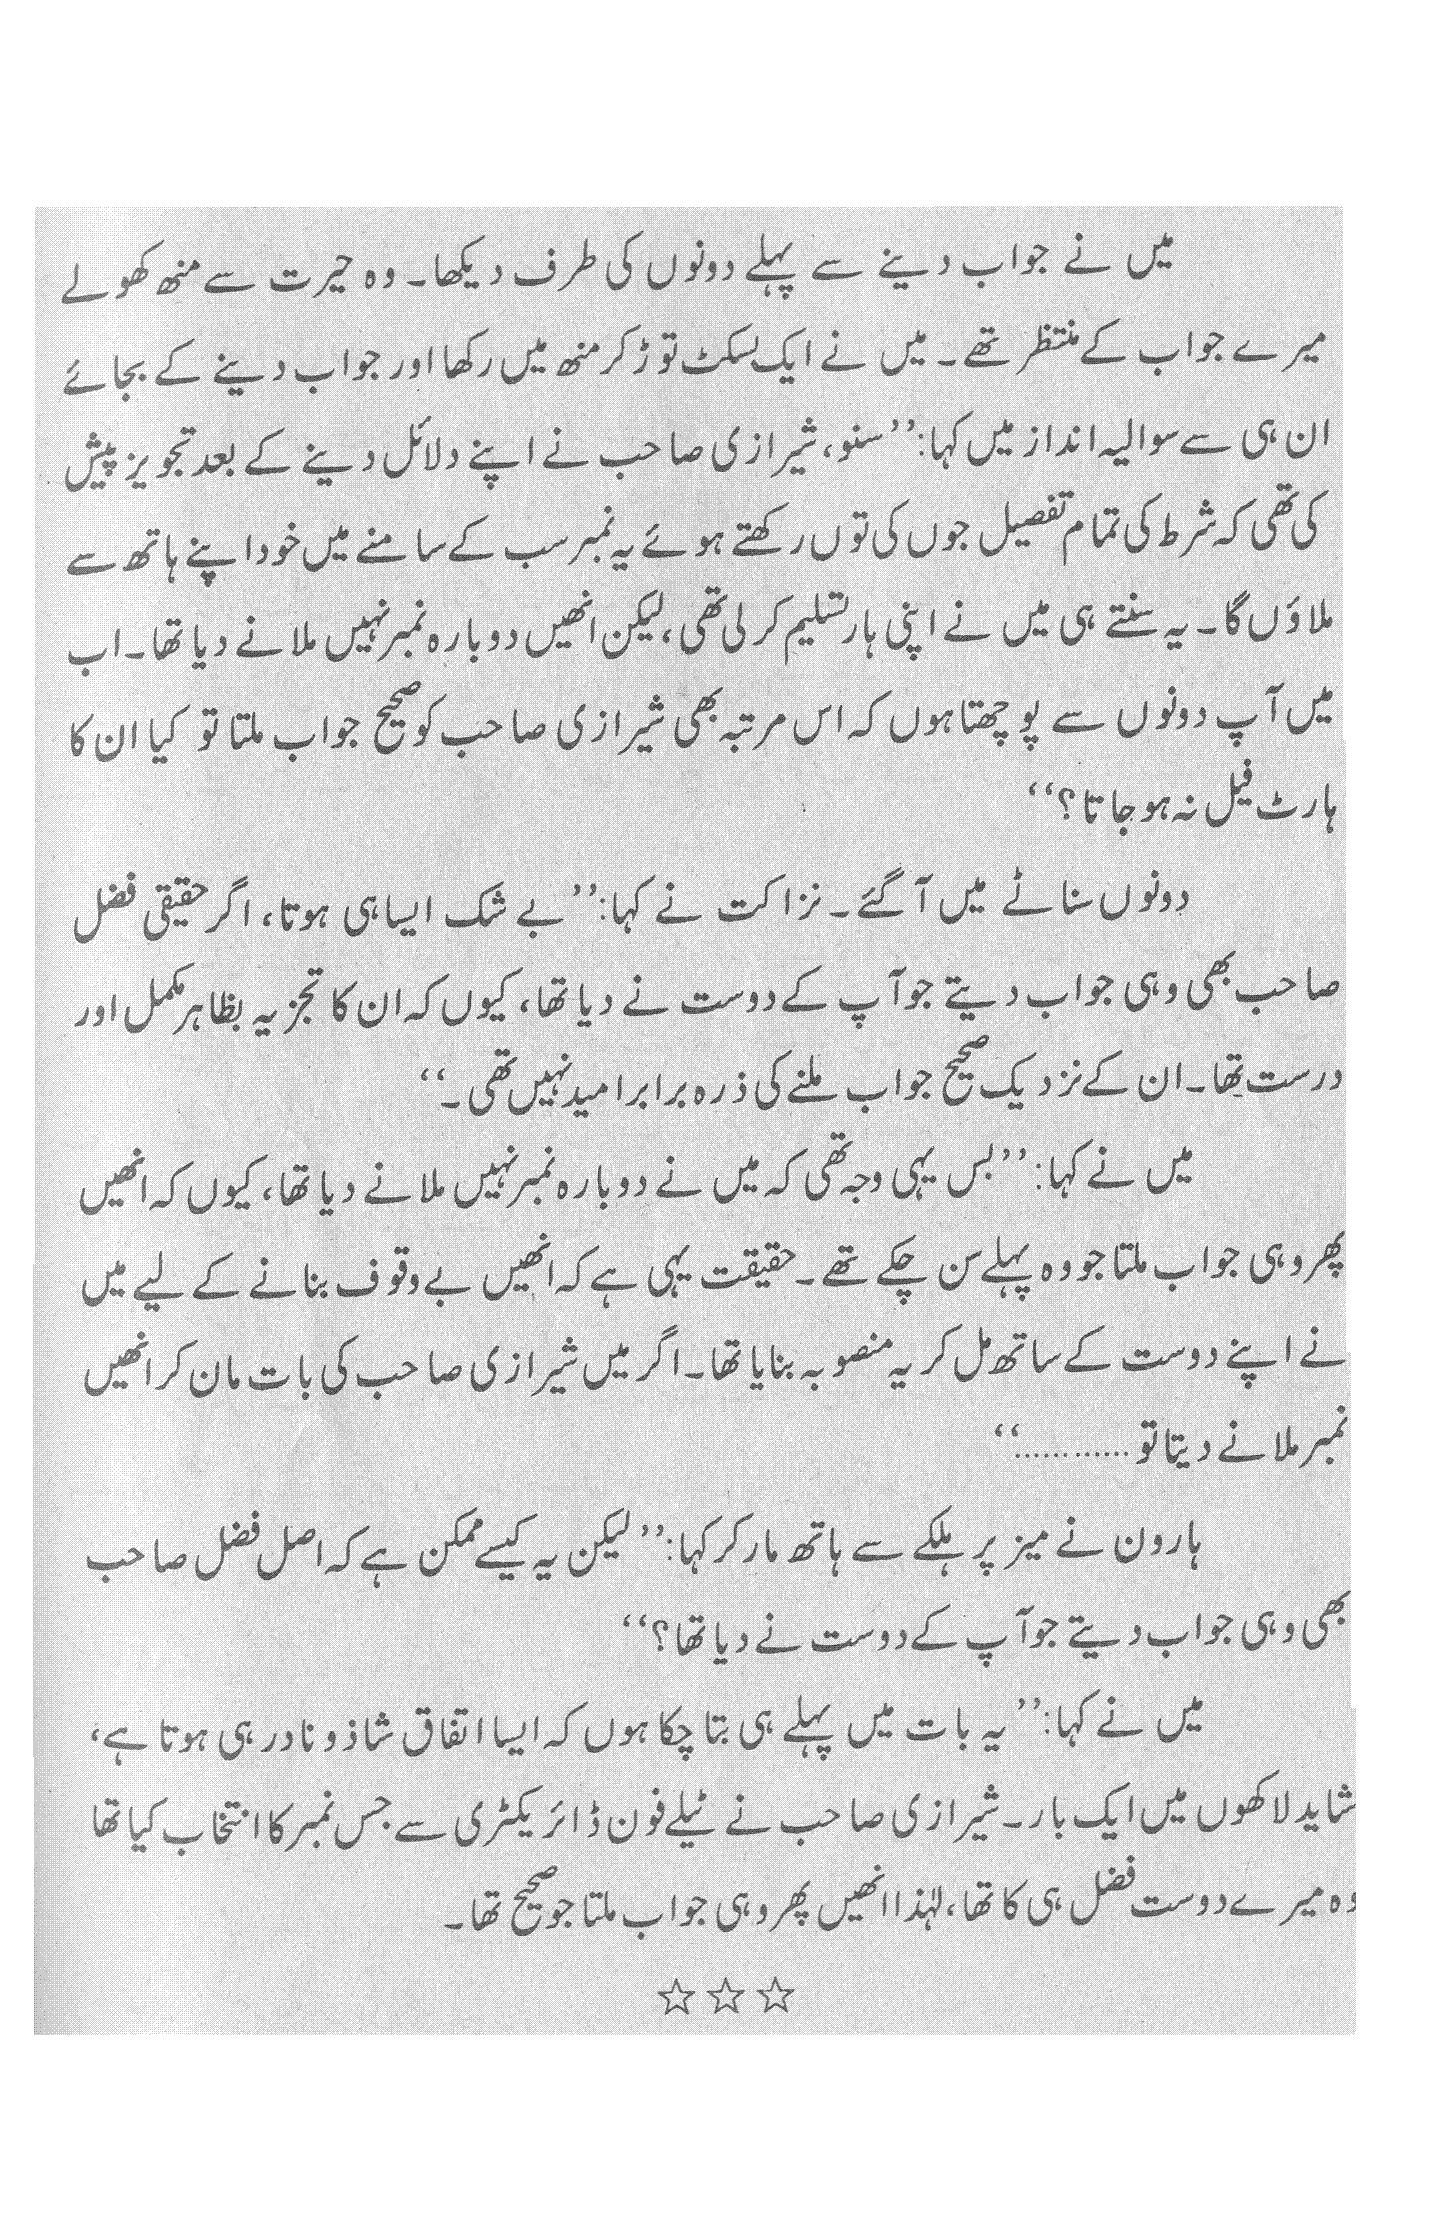 میں نے جواب دینے سے پہلے دونوں کی طرف دیکھا۔ وہ حیرت سے منھ کھولے
میرے جواب کے منتظر تھے۔ میں نے ایک بسکٹ توڑ کر منھ میں رکھا اور جواب دینے کے بجائے
ان ہی سے سوالیہ انداز میں کہا: ’’سنو، شیرازی صاحب نے اپنے دلائل دینے کے بعد تجویز پیش
کی تھی کہ شرط کی تمام تفصیل جوں کی توں رکھتے ہوئے یہ نمبر سب کے سامنے میں خود اپنے ہاتھ سے
ملاؤں گا۔ یہ سنتے ہی میں نے اپنی ہار تسلیم کر لی تھی، لیکن انھیں دوبارہ نمبر نہیں ملانے دیا تھا۔ اب
میں آپ دونوں سے پوچھتا ہوں کہ اس مرتبہ بھی شیرازی صاحب کو صحیح جواب ملتا تو کیا ان کا
ہارٹ فیل نہ ہو جاتا؟‘‘
دونوں سناٹے میں آ گئے۔ نزاکت نے کہا: ’’بے شک ایسا ہی ہوتا، اگر حقیقی فضل
صاحب بھی وہی جواب دیتے جو آپ کے دوست نے دیا تھا، کیوں کہ ان کا تجزیہ بظاہر مکمل اور
درست تھا۔ ان کے نزدیک صحیح جواب ملنے کی ذرہ برابر امید نہیں تھی۔‘‘
میں نے کہا: ’’بس یہی وجہ تھی کہ میں نے دوبارہ نمبر نہیں ملانے دیا تھا، کیوں کہ انھیں
پھر وہی جواب ملتا جو وہ پہلے سن چکے تھے۔ حقیقت یہی ہے کہ انھیں بے وقوف بنانے کے لیے میں
نے اپنے دوست کے ساتھ مل کر یہ منصوبہ بنایا تھا۔ اگر میں شیرازی صاحب کی بات مان کر انھیں
نمبر ملانے دیتا تو ............‘‘
ہارون نے میز پر ہلکے سے ہاتھ مار کر کہا: ’’لیکن یہ کیسے ممکن ہے کہ اصل فضل صاحب
بھی وہی جواب دیتے جو آپ کے دوست نے دیا تھا؟‘‘
میں نے کہا: ’’یہ بات میں پہلے ہی بتا چکا ہوں کہ ایسا اتفاق شاذ و نادر ہی ہوتا ہے،
شاید لاکھوں میں ایک بار۔ شیرازی صاحب نے ٹیلے فون ڈائریکٹری سے جس نمبر کا انتخاب کیا تھا
وہ میرے دوست فضل ہی کا تھا، لہٰذا انھیں پھر وہی جواب ملتا جو صحیح تھا۔
☆☆☆